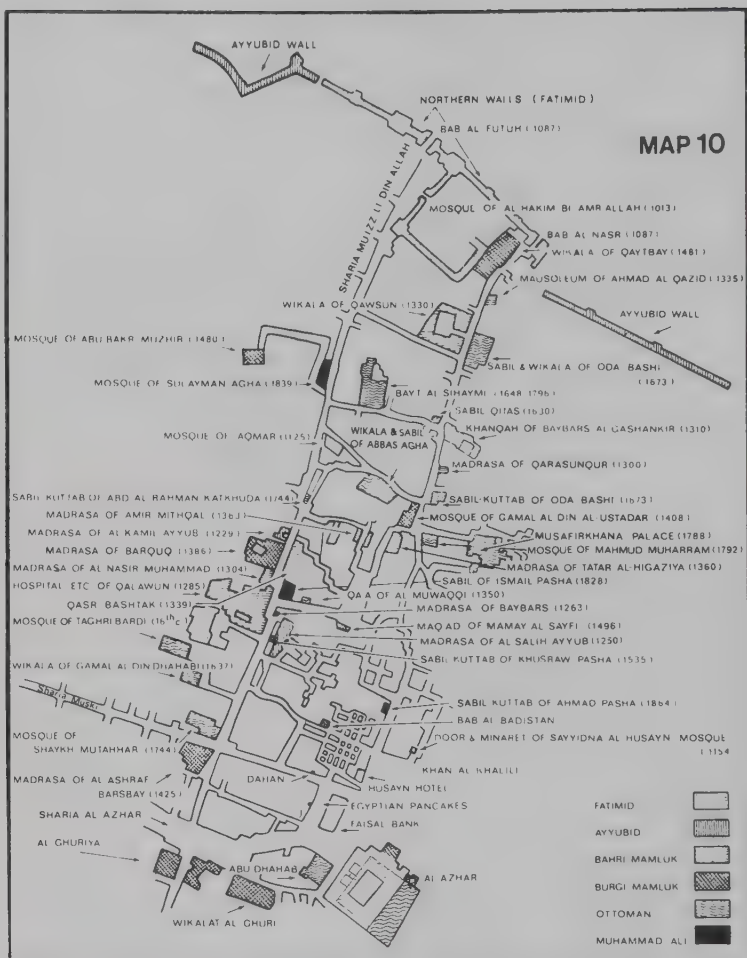 AYYUBID WALL
NORTHERN WALLS (FATIMID)
BAB AL FUTUH (1087)
MAP 10
SHARIA MUIZZ LI DIN ALLAH
MOSQUE OF AL HAKIM BI AMR ALLAH (1013)
BAB AL NASR (1087)
WIKALA OF QAYTBAY (1481)
MAUSOLEUM OF AHMAD AL QAZID (1335)
WIKALA OF QAWSUN (1330)
AYYUBID WALL
MOSQUE OF ABU BAKR MUZHIR (1480)
SABIL & WIKALA OF ODA BASHI
(1673)
MOSQUE OF SULAYMAN AGHA (1839)
BAYT AL SIHAYMI (1648-1796)
SABIL QITAS (1630)
WIKALA & SABIL
OF ABBAS AGHA
KHANQAH OF BAYBARS AL GASHANKIR (1310)
MOSQUE OF AQMAR (1125)
MADRASA OF QARASUNQUR (1300)
SABIL KUTTAB OF ABD AL RAHMAN KATKHUDA (1744)
SABIL-KUTTAB OF ODA BASHI (1673)
MADRASA OF AMIR MITHQAL (1363)
MOSQUE OF GAMAL AL DIN AL-USTADAR (1408)
MADRASA OF AL KAMIL AYYUB (1229)
MUSAFIRKHANA PALACE (1788)
MADRASA OF BARQUQ (1386)
MOSQUE OF MAHMUD MUHARRAM (1792)
MADRASA OF AL NASIR MUHAMMAD (1304)
MADRASA OF TATAR AL-HIGAZIYA (1360)
HOSPITAL ETC OF QALAWUN (1285)
SABIL OF ISMAIL PASHA (1828)
QASR BASHTAK (1339)
QAA OF AL MUWAQQI (1350)
MOSQUE OF TAGHRI BARDI (16th c)
MADRASA OF BAYBARS (1263)
MAQAD OF MAMAY AL SAYFI (1496)
MADRASA OF AL SALIH AYYUB (1250)
SABIL KUTTAB OF KHUSRAW PASHA (1535)
WIKALA OF GAMAL AL DIN DHAHABI (1637)
Sharia Muski
SABIL KUTTAB OF AHMAD PASHA (1864)
BAB AL BADISTAN
MOSQUE OF
SHAYKH MUTAHHAR (1744)
DOOR & MINARET OF SAYYIDNA AL HUSAYN MOSQUE
(1154
KHAN AL KHALILI
DAHAN
HUSAYN HOTEL
MADRASA OF AL ASHRAF
BARSBAY (1425)
EGYPTIAN PANCAKES
SHARIA AL AZHAR
FAISAL BANK
AL GHURIYA
ABU DHAHAB
AL AZHAR
WIKALAT AL GHURI
FATIMID
AYYUBID
BAHRI MAMLUK
BURGI MAMLUK
OTTOMAN
MUHAMMAD ALI